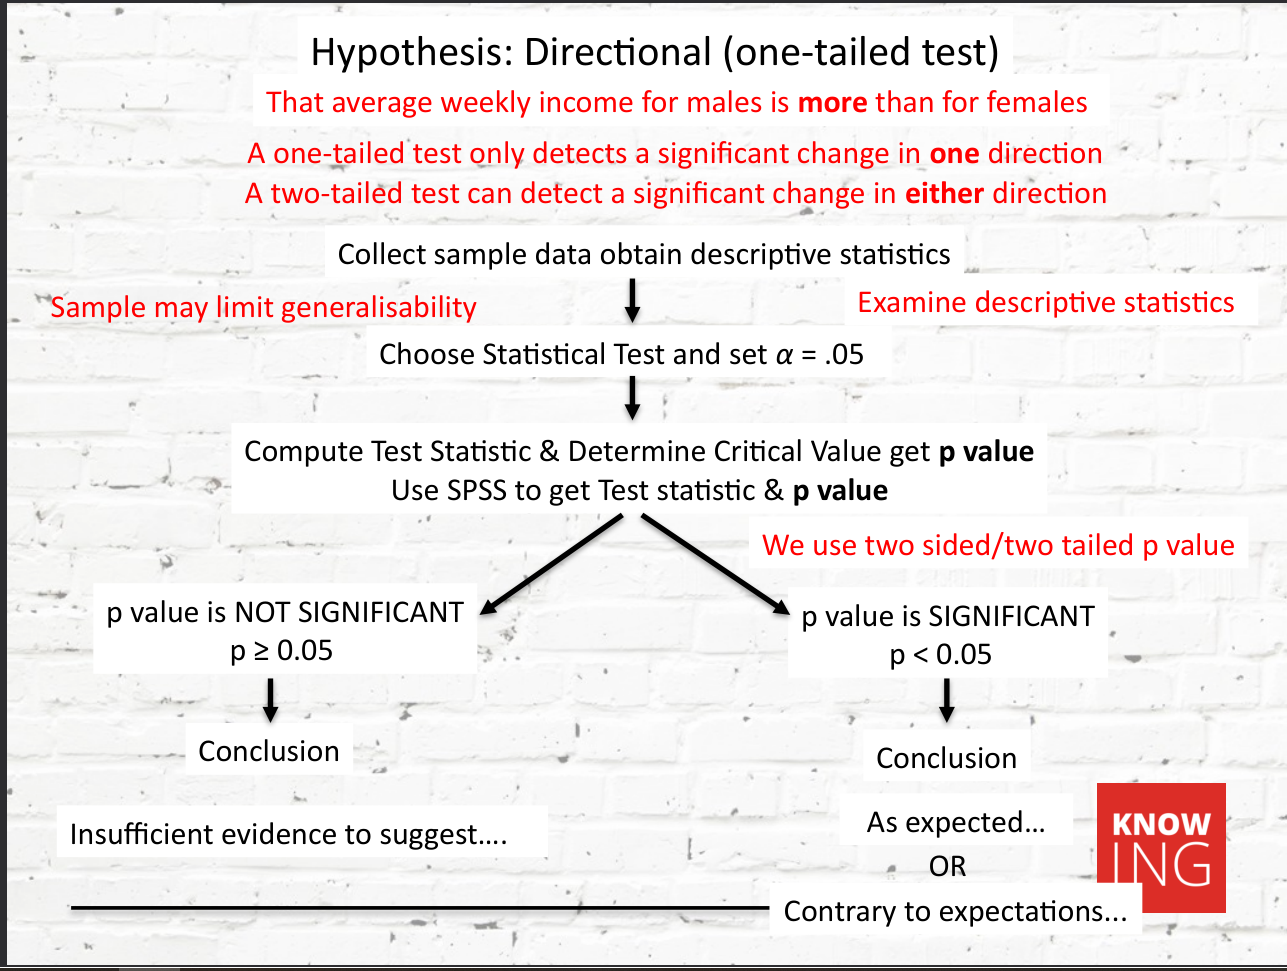 Hypothesis: Directional (one-tailed test)
That average weekly income for males is more than for females
A one-tailed test only detects a significant change in one direction
A two-tailed test can detect a significant change in either direction
Collect sample data obtain descriptive statistics
Sample may limit generalisability
Examine descriptive statistics
Choose Statistical Test and set α = .05
Compute Test Statistic & Determine Critical Value get p value
Use SPSS to get Test statistic & p value
We use two sided/two tailed p value
p value is NOT SIGNIFICANT
p ≥ 0.05
p value is SIGNIFICANT
p < 0.05
Conclusion
Conclusion
Insufficient evidence to suggest....
As expected…
OR
Contrary to expectations...
KNOW
ING